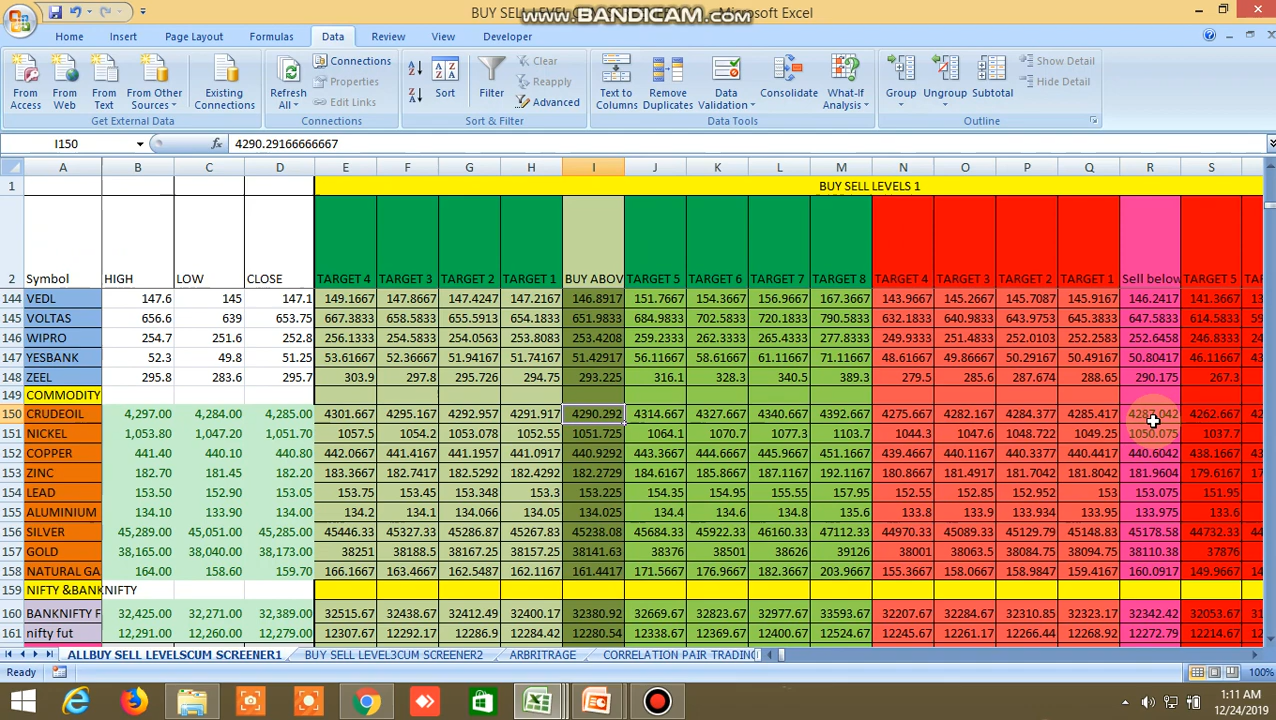 BUY SELL LEVEL
www.BANDICAM.com
Microsoft Excel
Home Insert Page Layout Formulas Data Review View Developer
From Access
From Web
From Text
From Other Sources
Existing Connections
Get External Data
Refresh All
Connections
Properties
Edit Links
Connections
Sort
Filter
Clear
Reapply
Advanced
Sort & Filter
Text to Columns
Remove Duplicates
Data Validation
Consolidate
What-If Analysis
Data Tools
Group
Ungroup
Subtotal
Show Detail
Hide Detail
Outline
I150 fx 4290.29166666667
A B C D E F G H I J K L M N O P Q R S
1 BUY SELL LEVELS 1
2 Symbol HIGH LOW CLOSE TARGET 4 TARGET 3 TARGET 2 TARGET 1 BUY ABOV TARGET 5 TARGET 6 TARGET 7 TARGET 8 TARGET 4 TARGET 3 TARGET 2 TARGET 1 Sell below TARGET 5
144 VEDL 147.6 145 147.1 149.1667 147.8667 147.4247 147.2167 146.8917 151.7667 154.3667 156.9667 167.3667 143.9667 145.2667 145.7087 145.9167 146.2417 141.3667
145 VOLTAS 656.6 639 653.75 667.3833 658.5833 655.5913 654.1833 651.9833 684.9833 702.5833 720.1833 790.5833 632.1833 640.9833 643.9753 645.3833 647.5833 614.5833
146 WIPRO 254.7 251.6 252.8 256.1333 254.5833 254.0563 253.8083 253.4208 259.2333 262.3333 265.4333 277.8333 249.9333 251.4833 252.0103 252.2583 252.6458 246.8333
147 YESBANK 52.3 49.8 51.25 53.61667 52.36667 51.94167 51.74167 51.42917 56.11667 58.61667 61.11667 71.11667 48.61667 49.86667 50.29167 50.49167 50.80417 46.11667
148 ZEEL 295.8 283.6 295.7 303.9 297.8 295.726 294.75 293.225 316.1 328.3 340.5 389.3 279.5 285.6 287.674 288.65 290.175 267.3
149 COMMODITY
150 CRUDEOIL 4,297.00 4,284.00 4,285.00 4301.667 4295.167 4292.957 4291.917 4290.292 4314.667 4327.667 4340.667 4392.667 4275.667 4282.167 4284.377 4285.417 4287.042 4262.667
151 NICKEL 1,053.80 1,047.20 1,051.70 1057.5 1054.2 1053.078 1052.55 1051.725 1064.1 1070.7 1077.3 1103.7 1044.3 1047.6 1048.722 1049.25 1050.075 1037.7
152 COPPER 441.40 440.10 440.80 442.0667 441.4167 441.1957 441.0917 440.9292 443.3667 444.6667 445.9667 451.1667 439.4667 440.1167 440.3377 440.4417 440.6042 438.1667
153 ZINC 182.70 181.45 182.20 183.3667 182.7417 182.5292 182.4292 182.2729 184.6167 185.8667 187.1167 192.1167 180.8667 181.4917 181.7042 181.8042 181.9604 179.6167
154 LEAD 153.50 152.90 153.05 153.75 153.45 153.348 153.3 153.225 154.35 154.95 155.55 157.95 152.55 152.85 152.952 153 153.075 151.95
155 ALUMINIUM 134.10 133.90 134.00 134.2 134.1 134.066 134.05 134.025 134.4 134.6 134.8 135.6 133.8 133.9 133.934 133.95 133.975 133.6
156 SILVER 45,289.00 45,051.00 45,179.00 45446.33 45327.33 45286.87 45267.83 45238.08 45684.33 45922.33 46160.33 47112.33 44970.33 45089.33 45129.79 45148.83 45178.58 44732.33
157 GOLD 38,165.00 38,040.00 38,173.00 38251 38188.5 38167.25 38157.25 38141.63 38376 38501 38626 39126 38001 38063.5 38084.75 38094.75 38110.38 37876
158 NATURAL GA 164.00 158.60 159.70 166.1667 163.4667 162.5487 162.1167 161.4417 171.5667 176.9667 182.3667 203.9667 155.3667 158.0667 158.9847 159.4167 160.0917 149.9667
159 NIFTY &BANKNIFTY
160 BANKNIFTY F 32,425.00 32,271.00 32,389.00 32515.67 32438.67 32412.49 32400.17 32380.92 32669.67 32823.67 32977.67 33593.67 32207.67 32284.67 32310.85 32323.17 32342.42 32053.67
161 nifty fut 12,291.00 12,260.00 12,279.00 12307.67 12292.17 12286.9 12284.42 12280.54 12338.67 12369.67 12400.67 12524.67 12245.67 12261.17 12266.44 12268.92 12272.79 12214.67
ALLBUY SELL LEVELSCUM SCREENER1 BUY SELL LEVEL3CUM SCREENER2 ARBITRAGE CORRELATION PAIR TRADING
Ready 100%
1:11 AM
12/24/2019